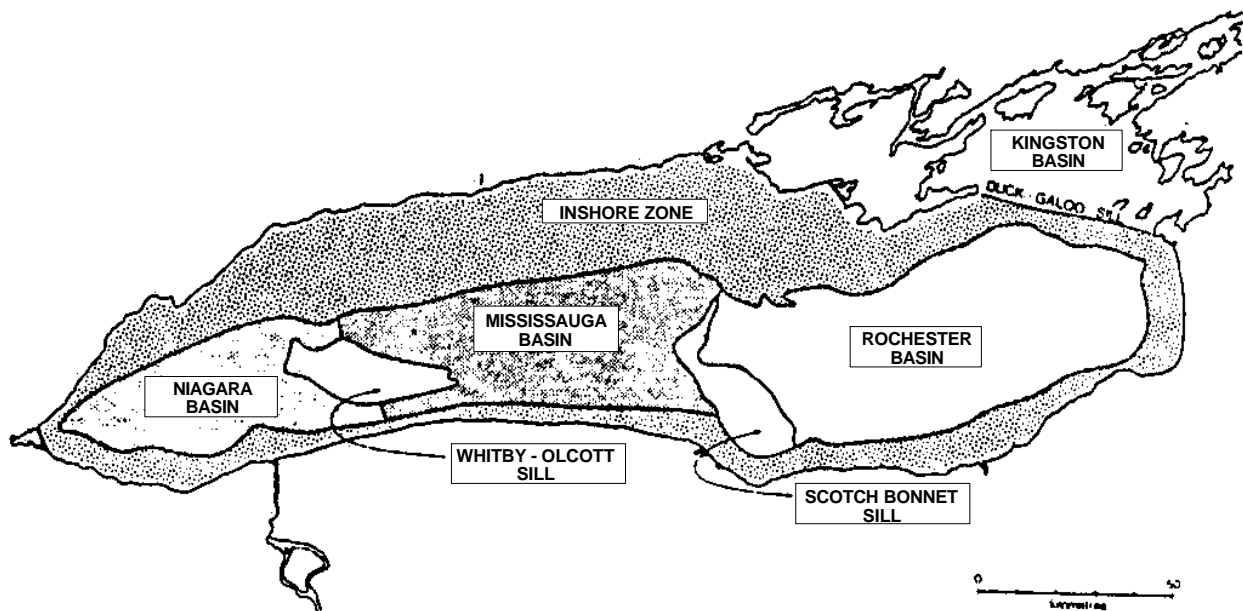 KINGSTON
BASIN
DUCK GALOO SILL
INSHORE ZONE
MISSISSAUGA
BASIN
ROCHESTER
BASIN
NIAGARA
BASIN
WHITBY - OLCOTT
SILL
SCOTCH BONNET
SILL
0 50